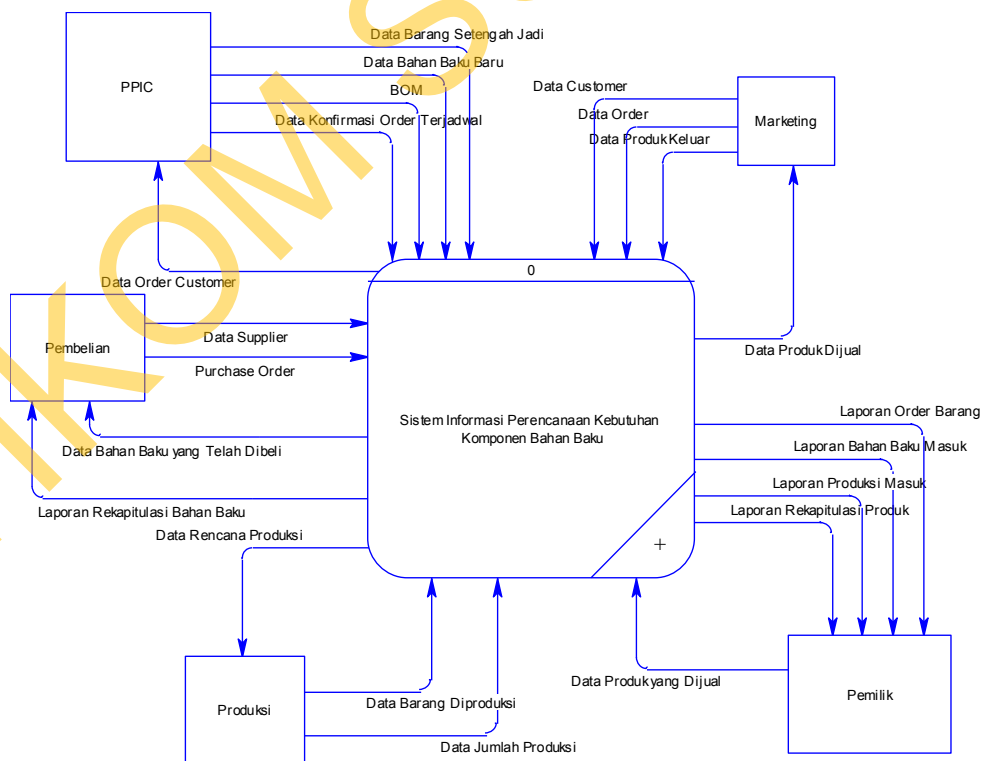 Data Barang Setengah Jadi
Data Bahan Baku Baru
BOM
Data Konfirmasi Order Terjadwal
PPIC
Data Customer
Data Order
Data Produk Keluar
Marketing
Data Order Customer
0
Pembelian
Data Supplier
Purchase Order
Data Produk Dijual
Sistem Informasi Perencanaan Kebutuhan
Komponen Bahan Baku
Data Bahan Baku yang Telah Dibeli
Laporan Rekapitulasi Bahan Baku
Laporan Order Barang
Laporan Bahan Baku Masuk
Laporan Produksi Masuk
Laporan Rekapitulasi Produk
Data Rencana Produksi
+
Produksi
Data Barang Diproduksi
Data Jumlah Produksi
Data Produk yang Dijual
Pemilik
IKOM S